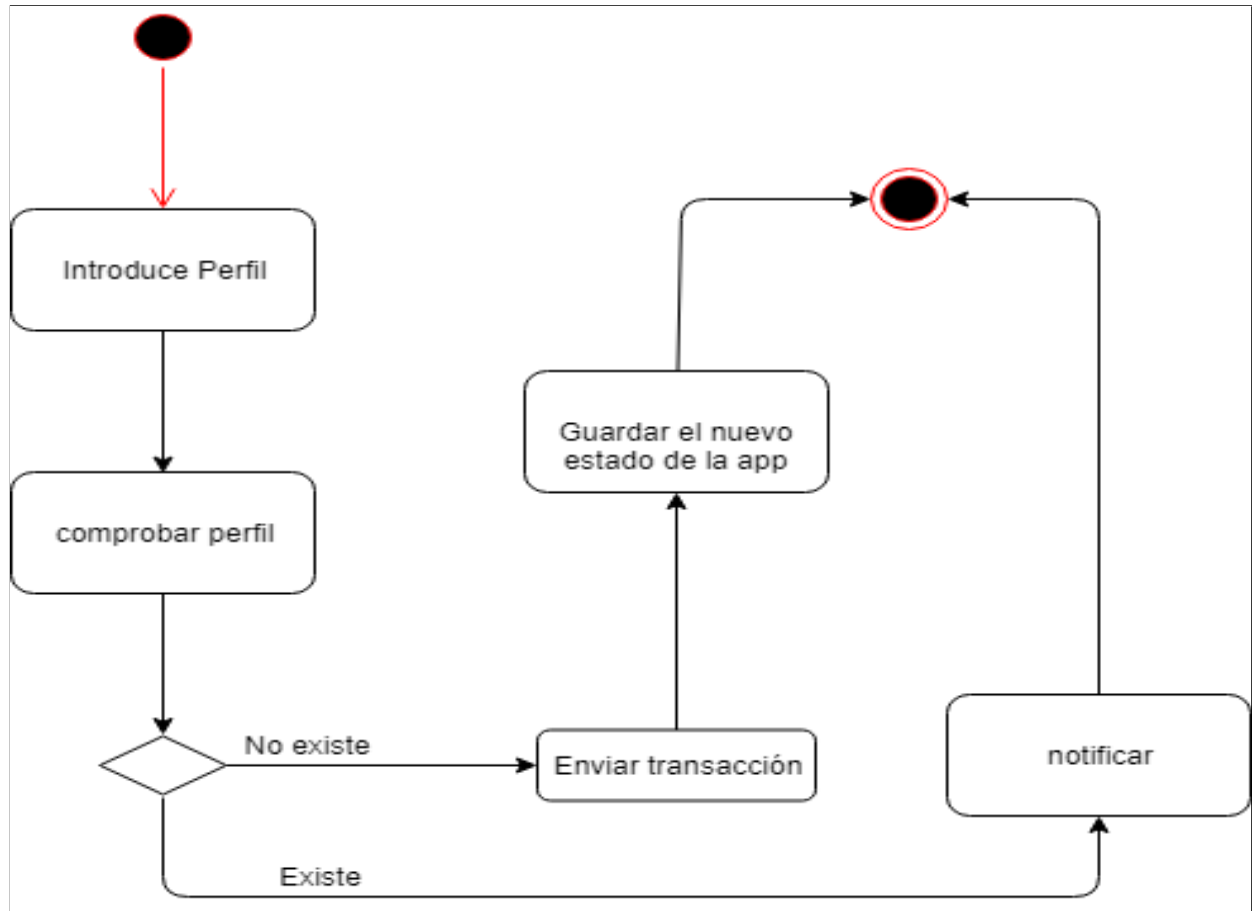 Introduce Perfil
comprobar perfil
No existe
Existe
Enviar transacción
Guardar el nuevo
estado de la app
notificar